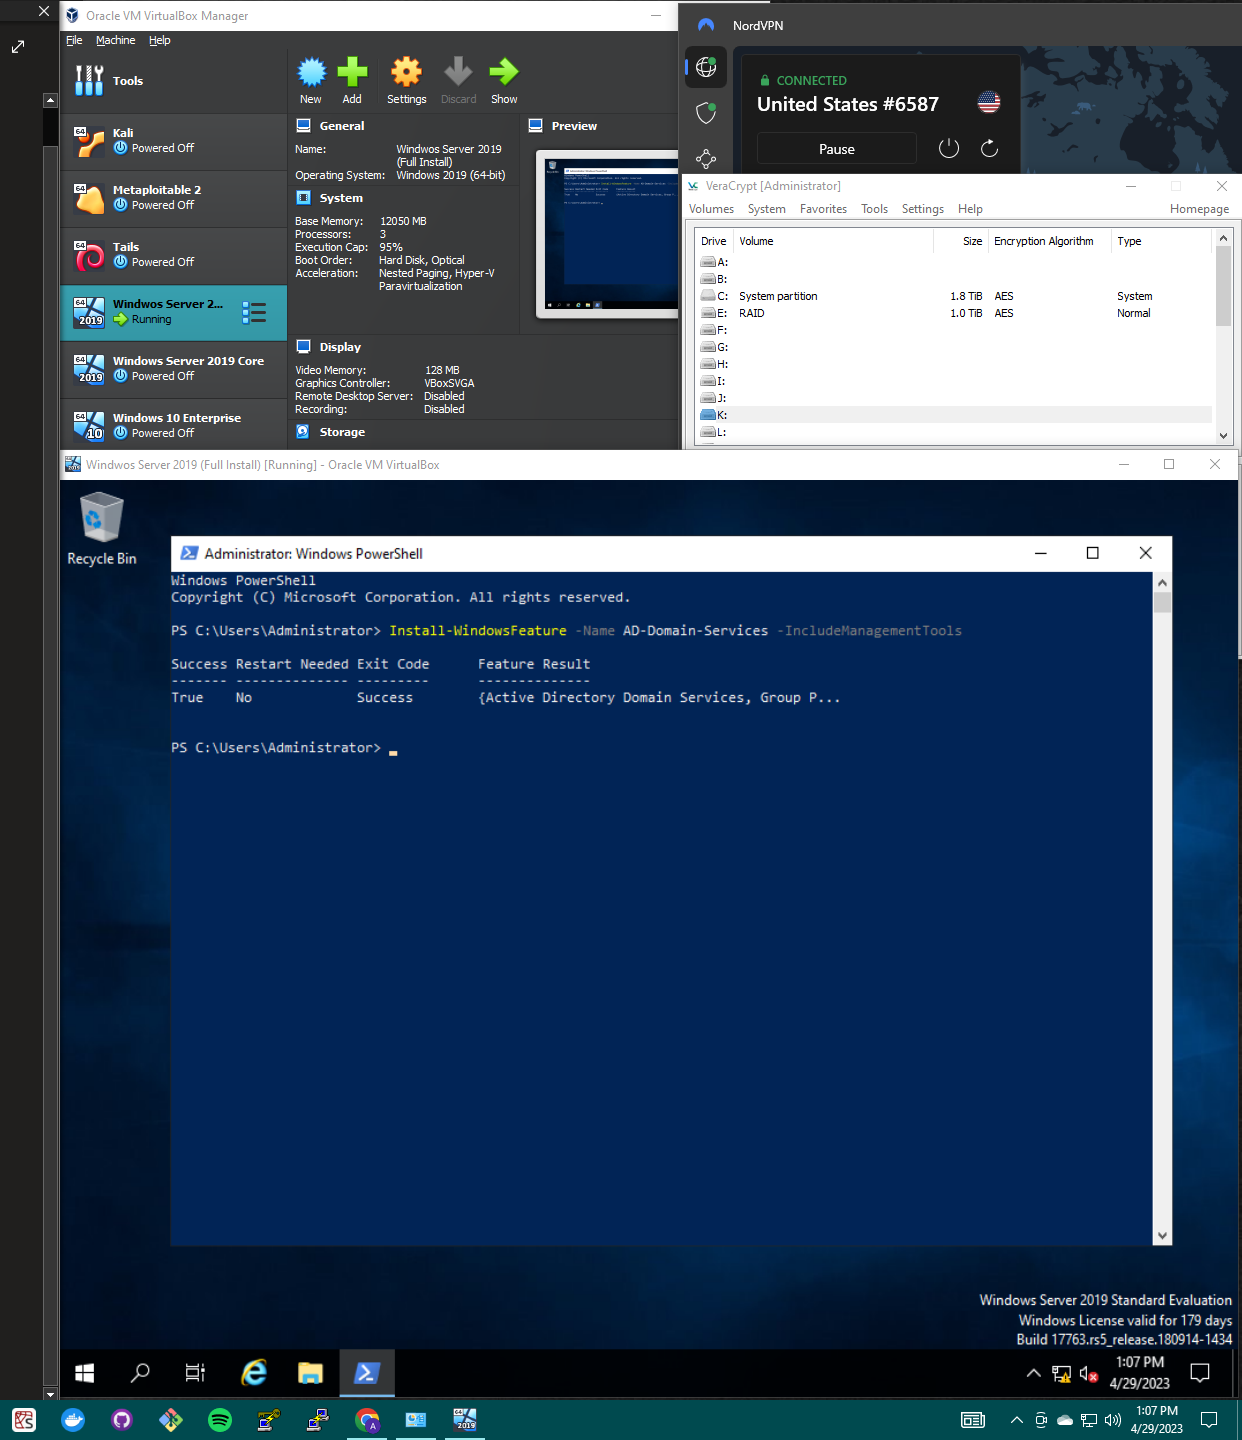 Oracle VM VirtualBox Manager
File Machine Help
Tools
New Add Settings Discard Show
64
Kali
Powered Off
64
Metaploitable 2
Powered Off
64
Tails
Powered Off
64
2019
Windwos Server 2...
Running
64
2019
Windows Server 2019 Core
Powered Off
64
10
Windows 10 Enterprise
Powered Off
General
Name: Windwos Server 2019
(Full Install)
Operating System: Windows 2019 (64-bit)
System
Base Memory: 12050 MB
Processors: 3
Execution Cap: 95%
Boot Order: Hard Disk, Optical
Acceleration: Nested Paging, Hyper-V
Paravirtualization
Display
Video Memory: 128 MB
Graphics Controller: VBoxSVGA
Remote Desktop Server: Disabled
Recording: Disabled
Storage
Preview
NordVPN
CONNECTED
United States #6587
Pause
VeraCrypt [Administrator]
Volumes System Favorites Tools Settings Help Homepage
Drive Volume Size Encryption Algorithm Type
A:
B:
C: System partition 1.8 TiB AES System
E: RAID 1.0 TiB AES Normal
F:
G:
H:
I:
J:
K:
L:
Windwos Server 2019 (Full Install) [Running] - Oracle VM VirtualBox
Recycle Bin
Administrator: Windows PowerShell
Windows PowerShell
Copyright (C) Microsoft Corporation. All rights reserved.
PS C:\Users\Administrator> Install-WindowsFeature -Name AD-Domain-Services -IncludeManagementTools
Success Restart Needed Exit Code Feature Result
------- -------------- --------- --------------
True No Success {Active Directory Domain Services, Group P...
PS C:\Users\Administrator>
Windows Server 2019 Standard Evaluation
Windows License valid for 179 days
Build 17763.rs5_release.180914-1434
1:07 PM
4/29/2023
1:07 PM
4/29/2023